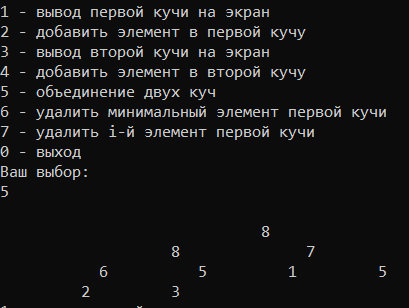 1 - вывод первой кучи на экран
2 - добавить элемент в первой кучу
3 - вывод второй кучи на экран
4 - добавить элемент в второй кучу
5 - объединение двух куч
6 - удалить минимальный элемент первой кучи
7 - удалить i-й элемент первой кучи
0 - выход
Ваш выбор:
5
8
8 7
6 5 1 5
2 3